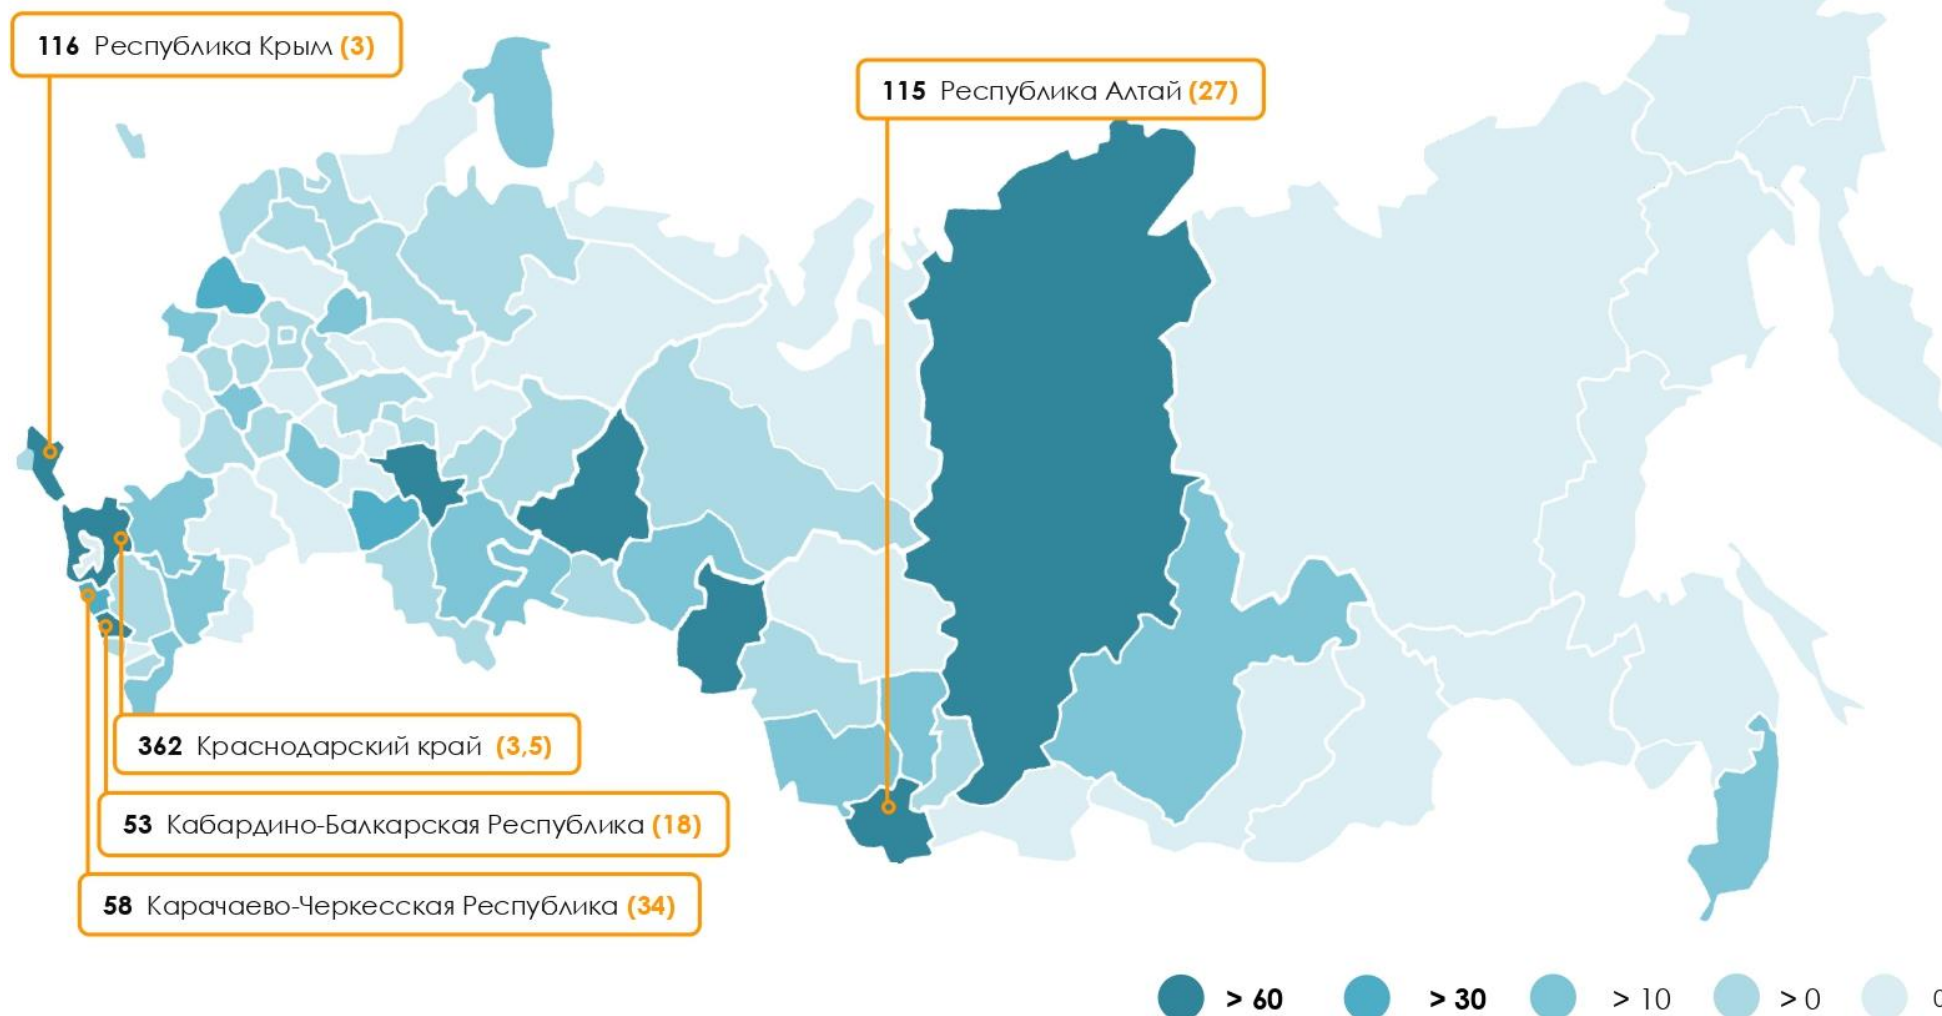 116 Республика Крым (3)
115 Республика Алтай (27)
362 Краснодарский край (3,5)
53 Кабардино-Балкарская Республика (18)
58 Карачаево-Черкесская Республика (34)
> 60 > 30 > 10 > 0 0